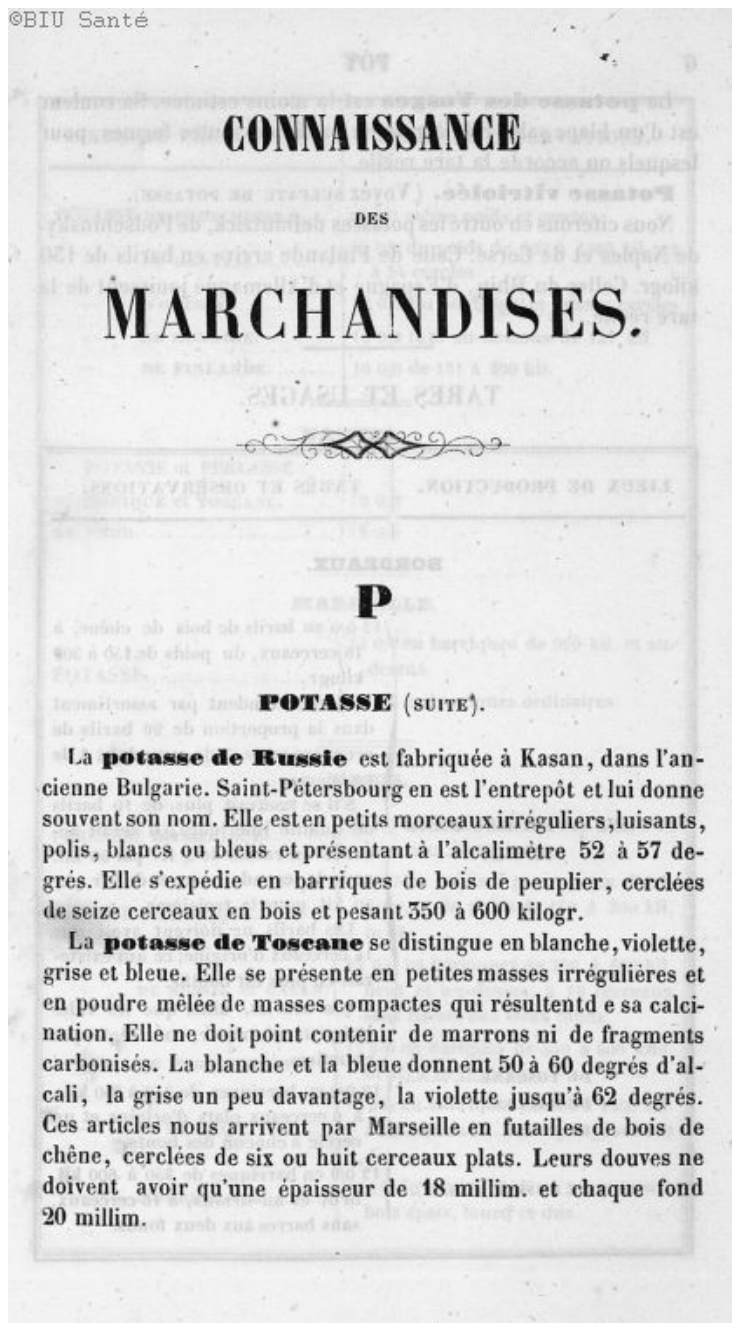 ©BIU Santé
CONNAISSANCE
DES
MARCHANDISES.
P
POTASSE (SUITE).
La potasse de Russie est fabriquée à Kasan, dans l'an-
cienne Bulgarie. Saint-Pétersbourg en est l'entrepôt et lui donne
souvent son nom. Elle est en petits morceaux irréguliers, luisants,
polis, blancs ou bleus et présentant à l'alcalimètre 52 à 57 de-
grés. Elle s'expédie en barriques de bois de peuplier, cerclées
de seize cerceaux en bois et pesant 350 à 600 kilogr.
La potasse de Toscane se distingue en blanche, violette,
grise et bleue. Elle se présente en petites masses irrégulières et
en poudre mêlée de masses compactes qui résultentd e sa calci-
nation. Elle ne doit point contenir de marrons ni de fragments
carbonisés. La blanche et la bleue donnent 50 à 60 degrés d'al-
cali, la grise un peu davantage, la violette jusqu'à 62 degrés.
Ces articles nous arrivent par Marseille en futailles de bois de
chêne, cerclées de six ou huit cerceaux plats. Leurs douves ne
doivent avoir qu'une épaisseur de 18 millim. et chaque fond
20 millim.